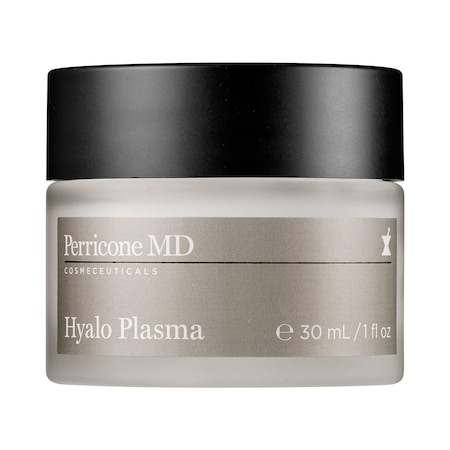 Perricone MD
COSMECEUTICALS
Hyalo Plasma
℮ 30 mL/1 fl oz